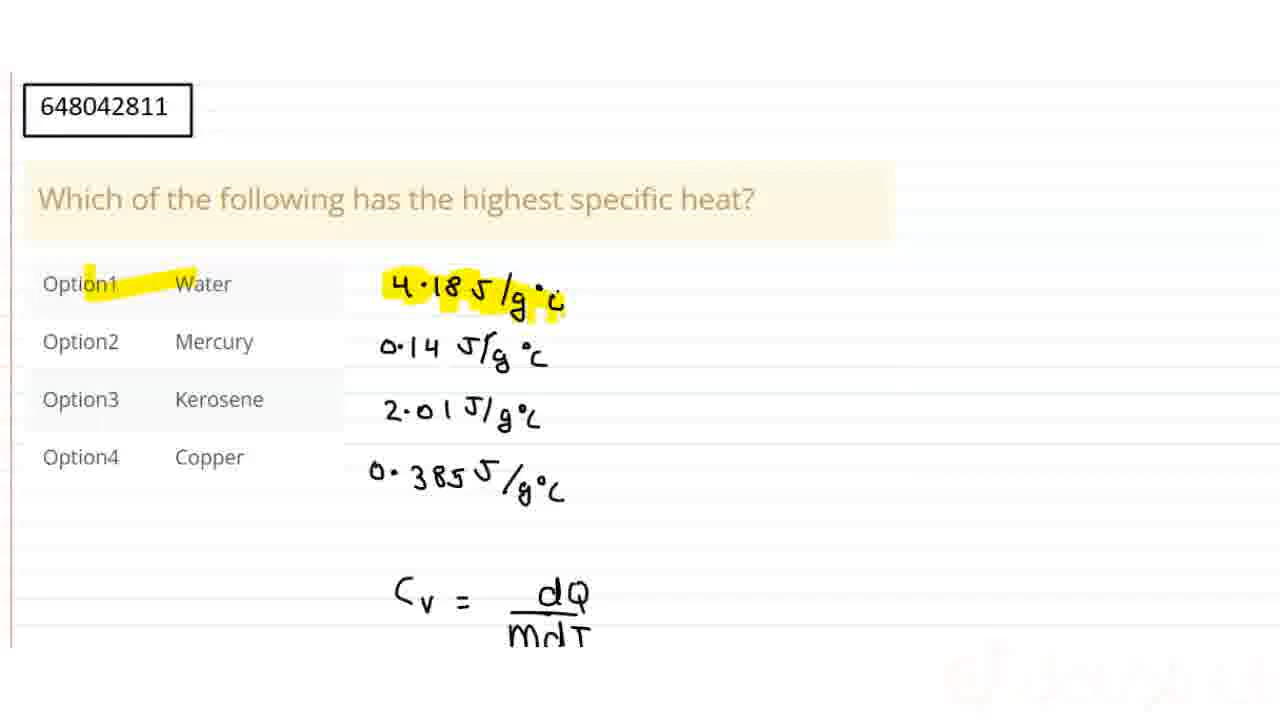 648042811
Which of the following has the highest specific heat?
Option1 Water 4.18 J/g°C
Option2 Mercury 0.14 J/g°C
Option3 Kerosene 2.01 J/g°C
Option4 Copper 0.385 J/g°C
Cv = dQ
mdT